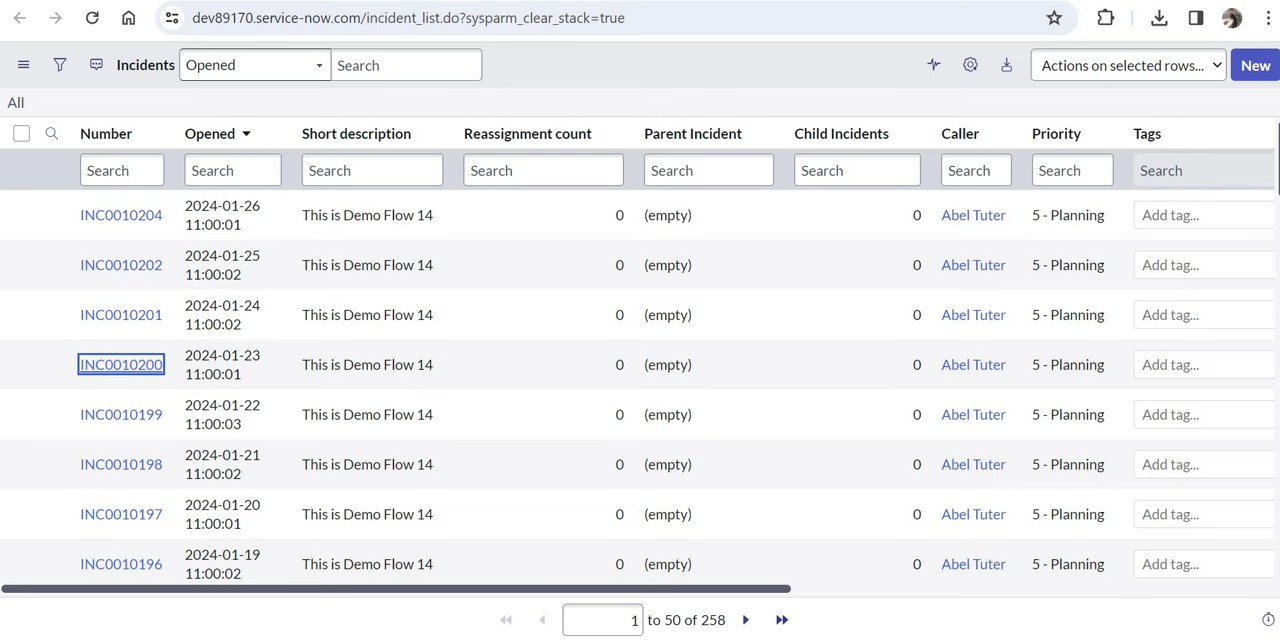 dev89170.service-now.com/incident_list.do?sysparm_clear_stack=true
Incidents Opened Search Actions on selected rows... New
All
Number Opened Short description Reassignment count Parent Incident Child Incidents Caller Priority Tags
Search Search Search Search Search Search Search Search Search
INC0010204 2024-01-26 11:00:01 This is Demo Flow 14 0 (empty) 0 Abel Tuter 5 - Planning Add tag...
INC0010202 2024-01-25 11:00:02 This is Demo Flow 14 0 (empty) 0 Abel Tuter 5 - Planning Add tag...
INC0010201 2024-01-24 11:00:02 This is Demo Flow 14 0 (empty) 0 Abel Tuter 5 - Planning Add tag...
INC0010200 2024-01-23 11:00:01 This is Demo Flow 14 0 (empty) 0 Abel Tuter 5 - Planning Add tag...
INC0010199 2024-01-22 11:00:03 This is Demo Flow 14 0 (empty) 0 Abel Tuter 5 - Planning Add tag...
INC0010198 2024-01-21 11:00:02 This is Demo Flow 14 0 (empty) 0 Abel Tuter 5 - Planning Add tag...
INC0010197 2024-01-20 11:00:01 This is Demo Flow 14 0 (empty) 0 Abel Tuter 5 - Planning Add tag...
INC0010196 2024-01-19 11:00:02 This is Demo Flow 14 0 (empty) 0 Abel Tuter 5 - Planning Add tag...
1 to 50 of 258